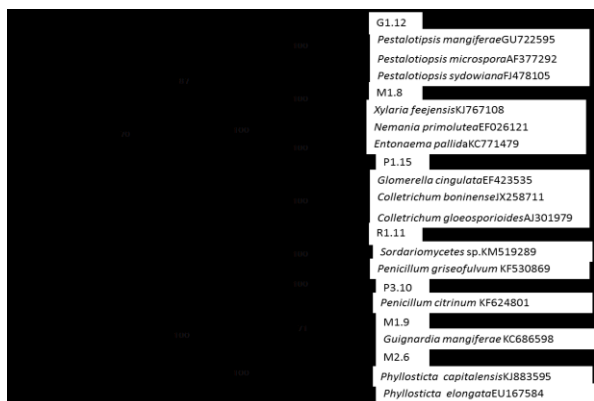 G1.12
Pestalotipsis mangiferaeGU722595
Pestalotiopsis microsporaAF377292
Pestalotiopsis sydowianaFJ478105
M1.8
Xylaria feejensisKJ767108
Nemania primoluteaEF026121
Entonaema pallidaKC771479
P1.15
Glomerella cingulataEF423535
Colletrichum boninenseJX258711
Colletrichum gloeosporioidesAJ301979
R1.11
Sordariomycetes sp.KM519289
Penicillum griseofulvum KF530869
P3.10
Penicillum citrinum KF624801
M1.9
Guignardia mangiferae KC686598
M2.6
Phyllosticta capitalensisKJ883595
Phyllosticta elongataEU167584